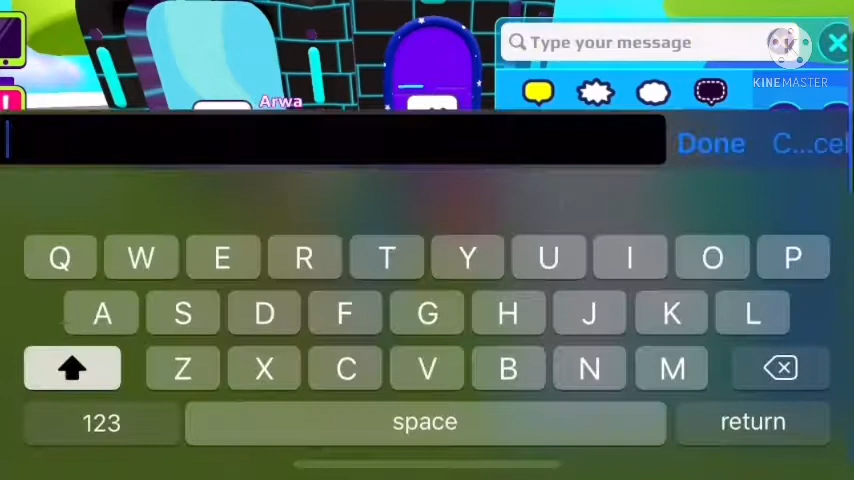 Type your message
KINEMASTER
Arwa
Done C...cel
Q W E R T Y U I O P
A S D F G H J K L
Z X C V B N M
123 space return